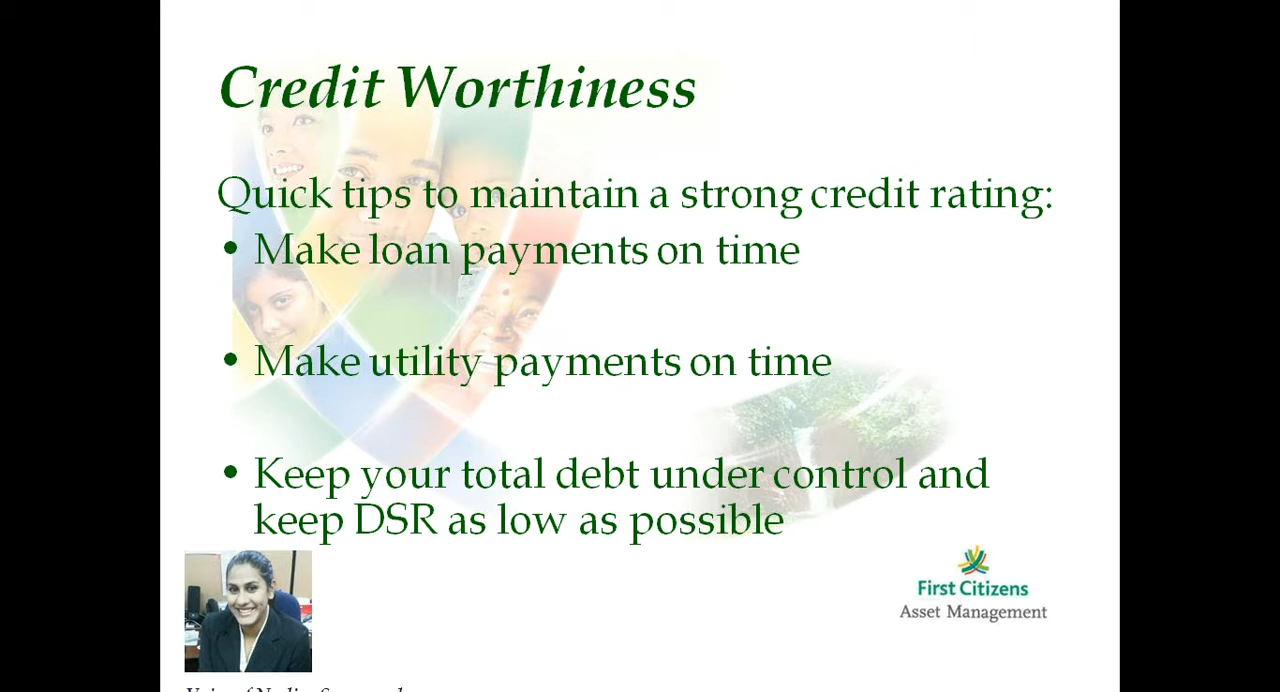 Credit Worthiness
Quick tips to maintain a strong credit rating:
• Make loan payments on time
• Make utility payments on time
• Keep your total debt under control and
keep DSR as low as possible
First Citizens
Asset Management